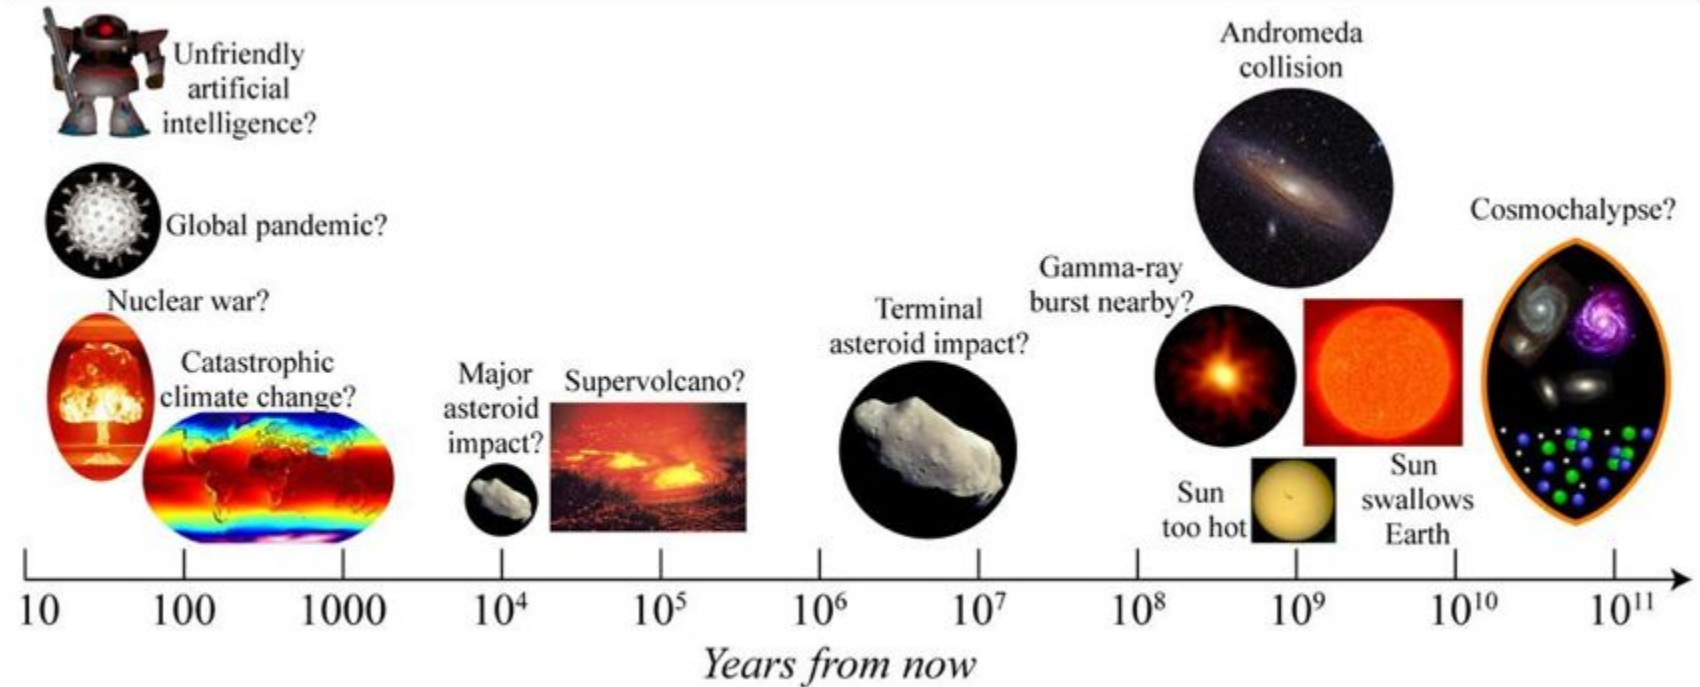 Unfriendly
artificial
intelligence?
Global pandemic?
Nuclear war?
Catastrophic
climate change?
Major
asteroid
impact?
Supervolcano?
Terminal
asteroid impact?
Gamma-ray
burst nearby?
Andromeda
collision
Sun
too hot
Sun
swallows
Earth
Cosmochalypse?
10 100 1000 10⁴ 10⁵ 10⁶ 10⁷ 10⁸ 10⁹ 10¹⁰ 10¹¹
Years from now